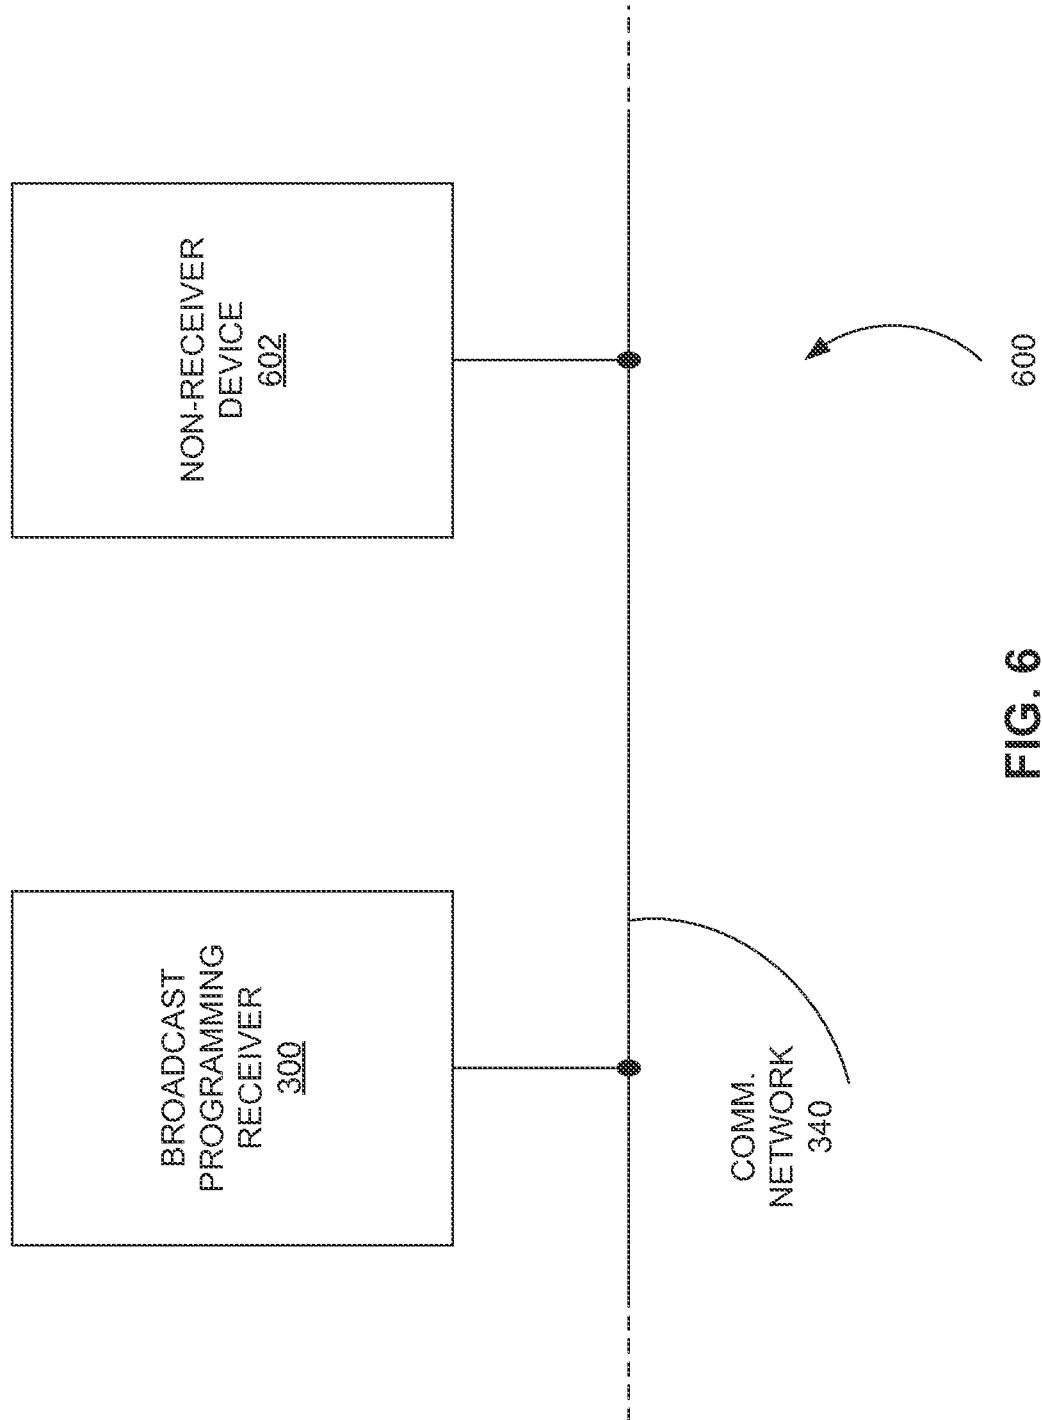 BROADCAST
PROGRAMMING
RECEIVER
300
NON-RECEIVER
DEVICE
602
COMM.
NETWORK
340
600
FIG. 6